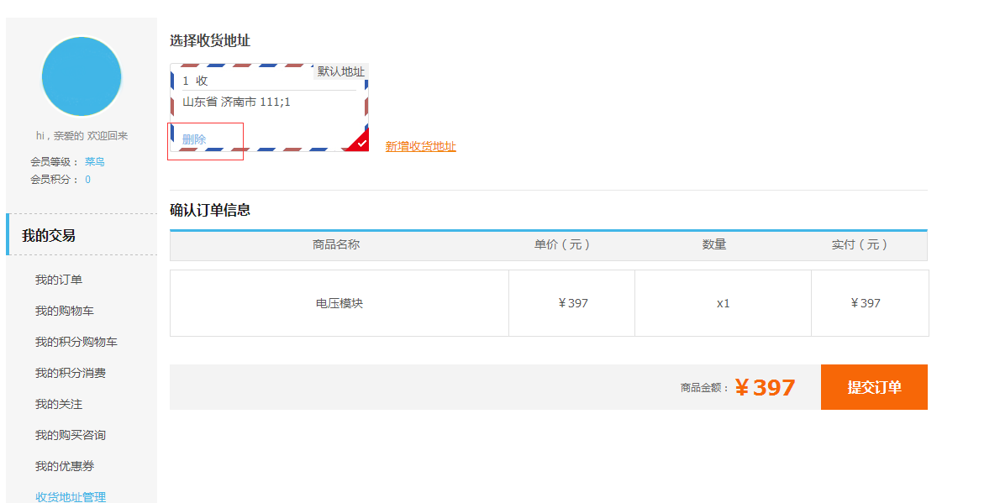 hi , 亲爱的 欢迎回来
会员等级： 菜鸟
会员积分： 0
我的交易
我的订单
我的购物车
我的积分购物车
我的积分消费
我的关注
我的购买咨询
我的优惠券
收货地址管理
选择收货地址
默认地址
1 收
山东省 济南市 111;1
删除
新增收货地址
确认订单信息
商品名称 单价（元） 数量 实付（元）
电压模块 ￥397 x1 ￥397
商品金额： ￥397 提交订单